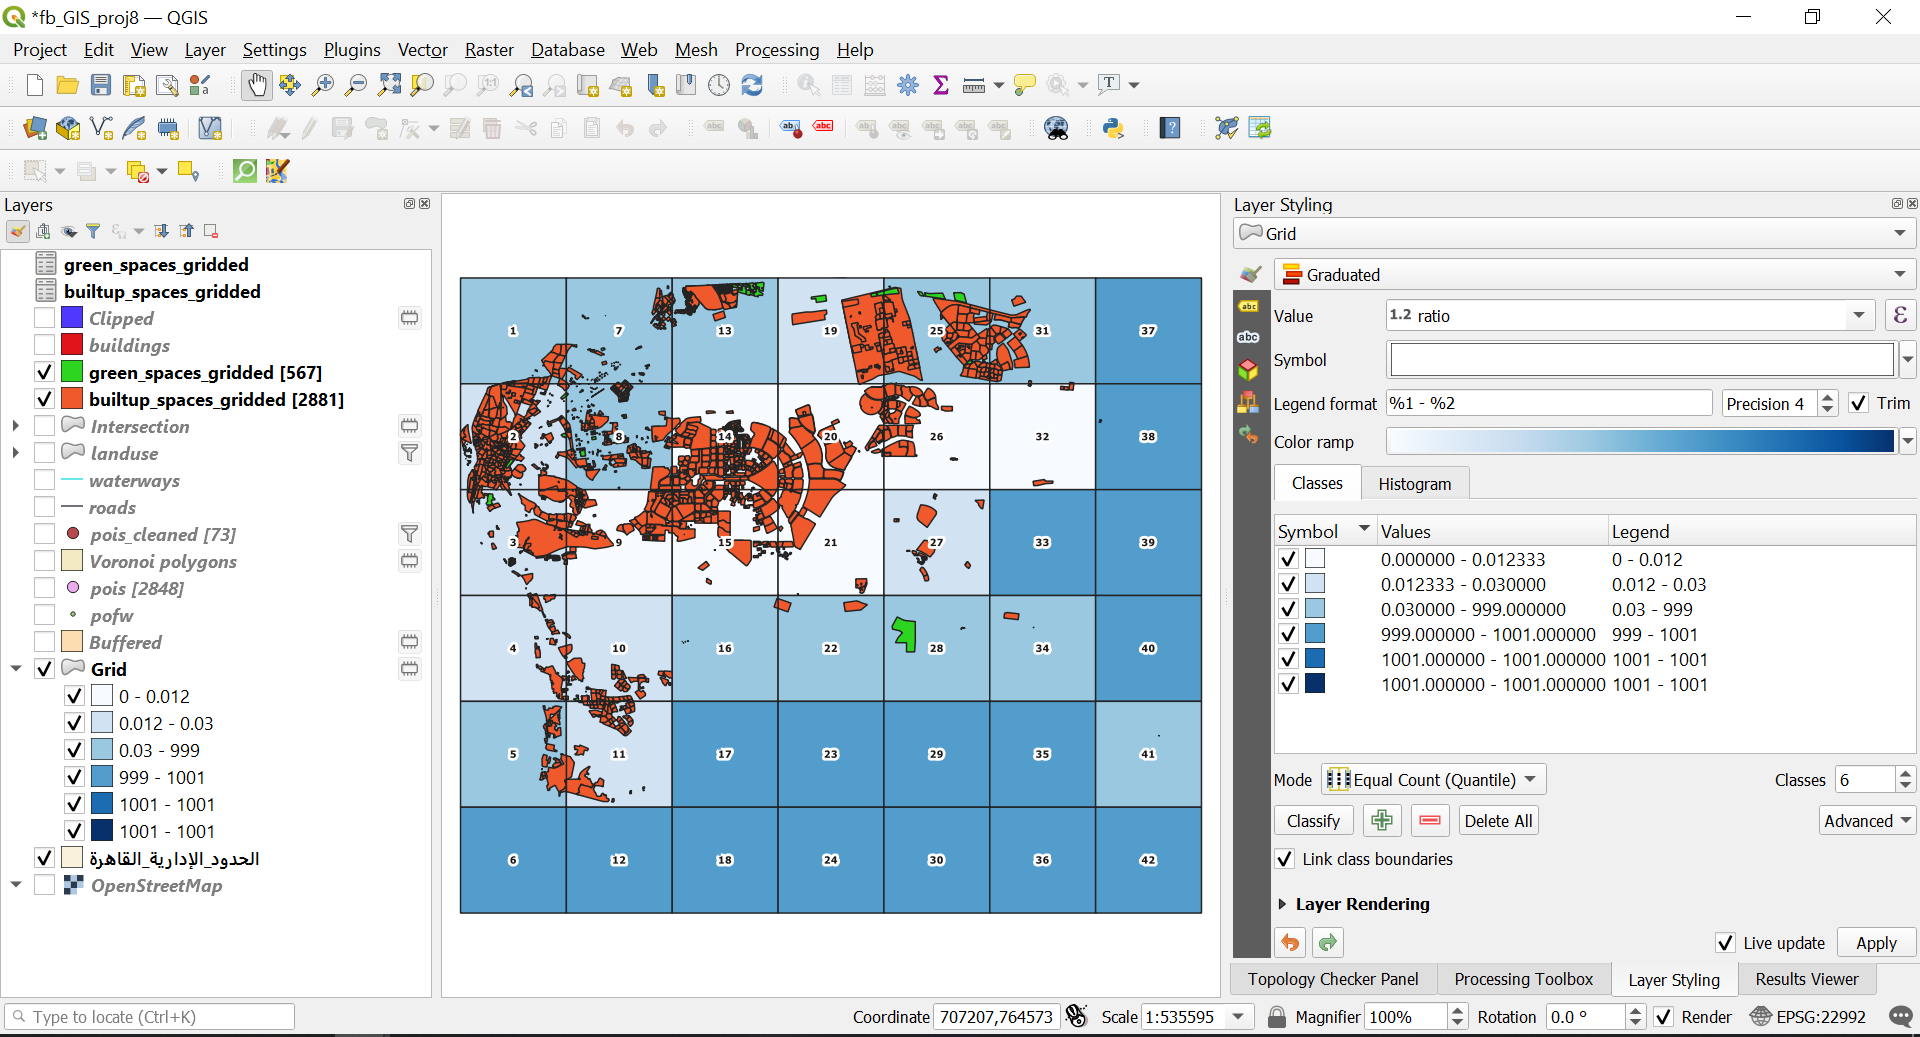 *fb_GIS_proj8 — QGIS
Project Edit View Layer Settings Plugins Vector Raster Database Web Mesh Processing Help
Layers
green_spaces_gridded
builtup_spaces_gridded
Clipped
buildings
green_spaces_gridded [567]
builtup_spaces_gridded [2881]
Intersection
landuse
waterways
roads
pois_cleaned [73]
Voronoi polygons
pois [2848]
pofw
Buffered
Grid
0 - 0.012
0.012 - 0.03
0.03 - 999
999 - 1001
1001 - 1001
1001 - 1001
الحدود_الإدارية_القاهرة
OpenStreetMap
1 7 13 19 25 31 37
2 8 14 20 26 32 38
3 9 15 21 27 33 39
4 10 16 22 28 34 40
5 11 17 23 29 35 41
6 12 18 24 30 36 42
Layer Styling
Grid
Graduated
Value 1.2 ratio
Symbol
Legend format %1 - %2 Precision 4 Trim
Color ramp
Classes Histogram
Symbol Values Legend
0.000000 - 0.012333 0 - 0.012
0.012333 - 0.030000 0.012 - 0.03
0.030000 - 999.000000 0.03 - 999
999.000000 - 1001.000000 999 - 1001
1001.000000 - 1001.000000 1001 - 1001
1001.000000 - 1001.000000 1001 - 1001
Mode Equal Count (Quantile) Classes 6
Classify Delete All Advanced
Link class boundaries
Layer Rendering
Live update Apply
Topology Checker Panel Processing Toolbox Layer Styling Results Viewer
Type to locate (Ctrl+K) Coordinate 707207,764573 Scale 1:535595 Magnifier 100% Rotation 0.0 ° Render EPSG:22992